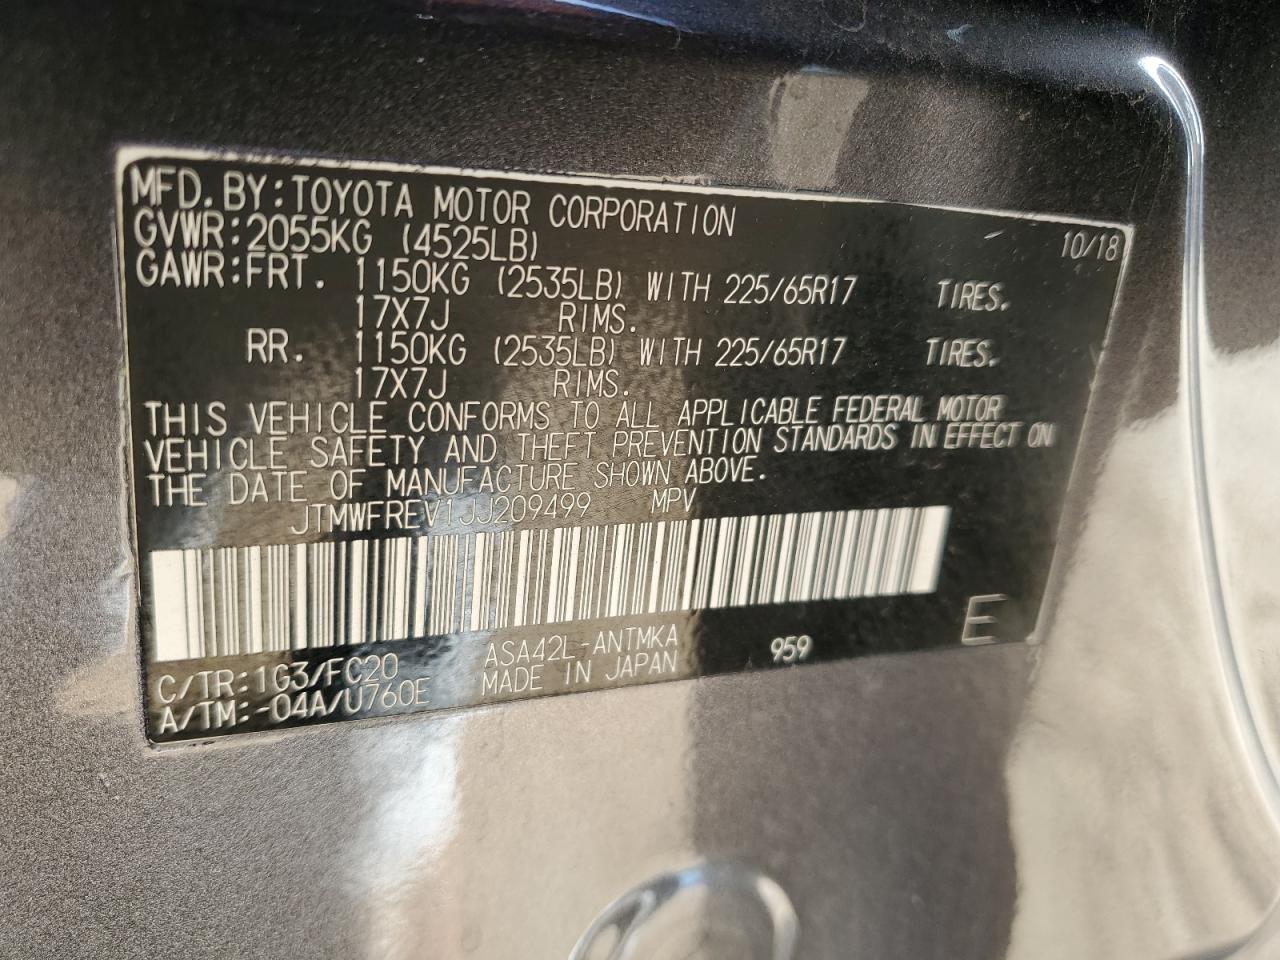 MFD.BY:TOYOTA MOTOR CORPORATION 10/18
GVWR:2055KG (4525LB)
GAWR:FRT. 1150KG (2535LB) WITH 225/65R17 TIRES.
17X7J RIMS.
RR. 1150KG (2535LB) WITH 225/65R17 TIRES.
17X7J RIMS.
THIS VEHICLE CONFORMS TO ALL APPLICABLE FEDERAL MOTOR
VEHICLE SAFETY AND THEFT PREVENTION STANDARDS IN EFFECT ON
THE DATE OF MANUFACTURE SHOWN ABOVE.
JTMWFREV1JJ209499 MPV
C/TR:1G3/FC20 ASA42L-ANTMKA 959 E
A/TM:-04A/U760E MADE IN JAPAN